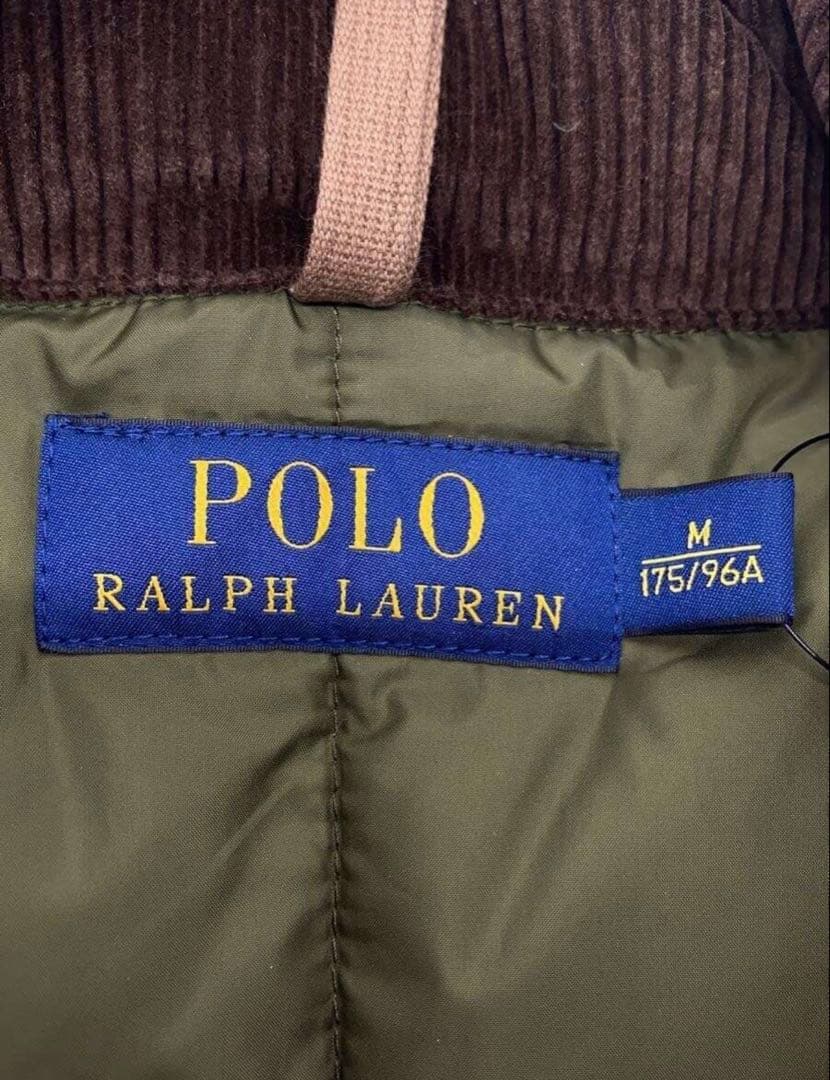 POLO
RALPH LAUREN
M
175/96A